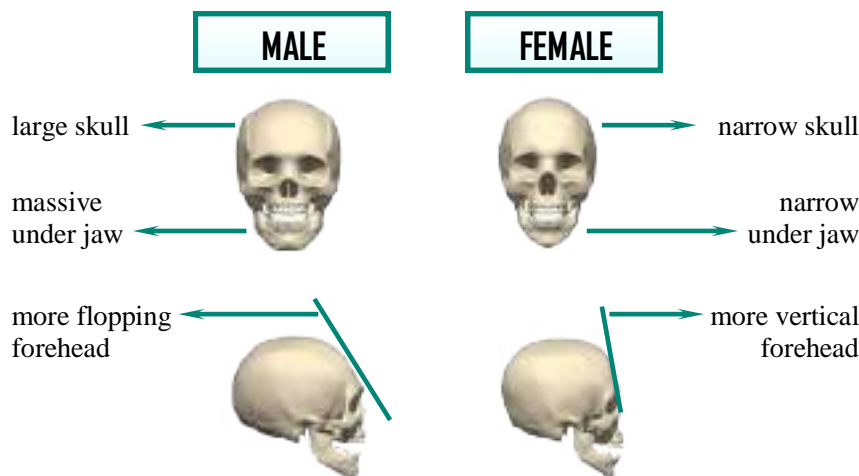 MALE
FEMALE
large skull
narrow skull
massive
under jaw
narrow
under jaw
more flopping
forehead
more vertical
forehead